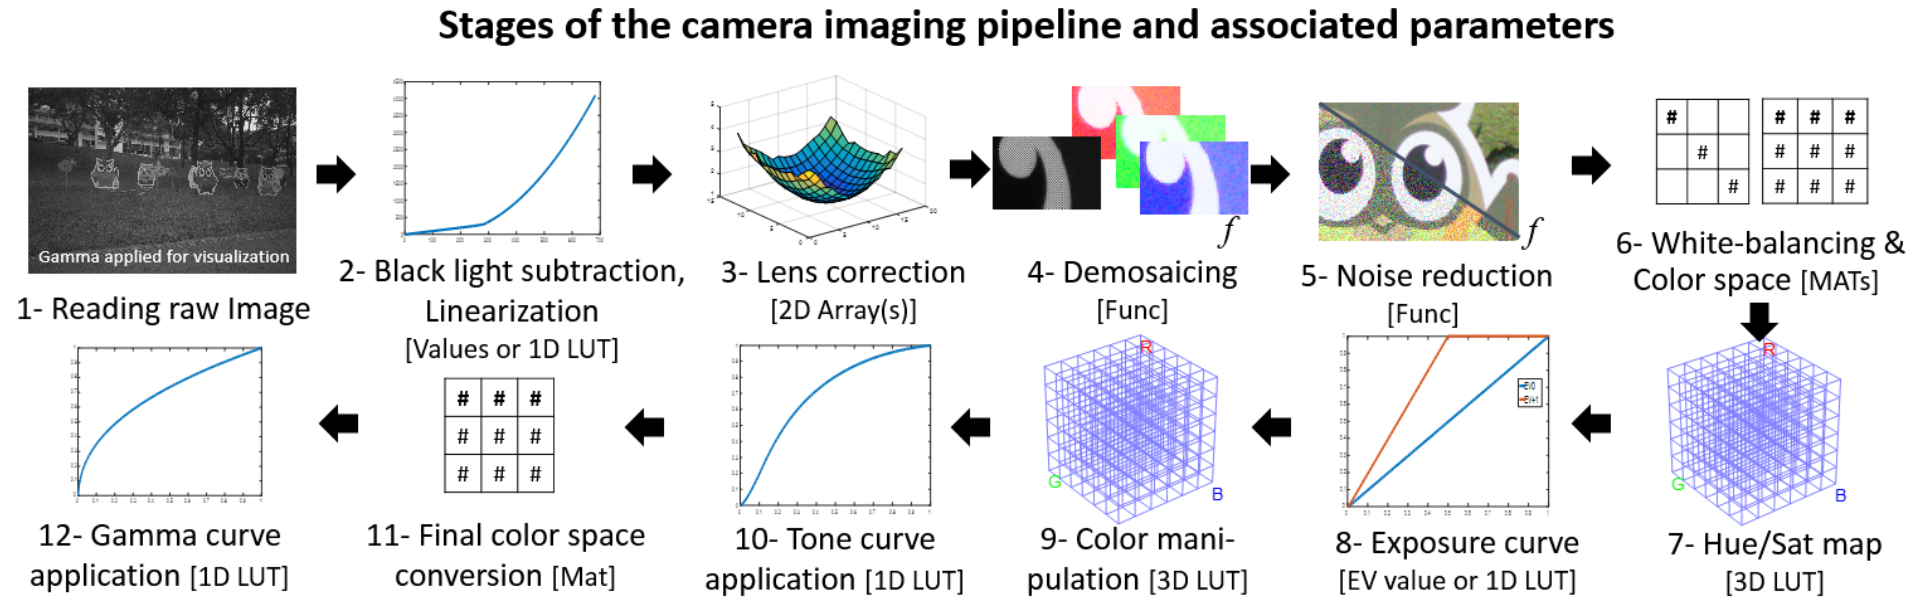 Stages of the camera imaging pipeline and associated parameters
Gamma applied for visualization
1- Reading raw Image
2- Black light subtraction,
Linearization
[Values or 1D LUT]
3- Lens correction
[2D Array(s)]
f
4- Demosaicing
[Func]
f
5- Noise reduction
[Func]
# # # #
# # # #
# # # #
6- White-balancing &
Color space [MATs]
R
G
B
7- Hue/Sat map
[3D LUT]
EV0
EV+1
8- Exposure curve
[EV value or 1D LUT]
R
G
B
9- Color mani-
pulation [3D LUT]
10- Tone curve
application [1D LUT]
# # #
# # #
# # #
11- Final color space
conversion [Mat]
12- Gamma curve
application [1D LUT]